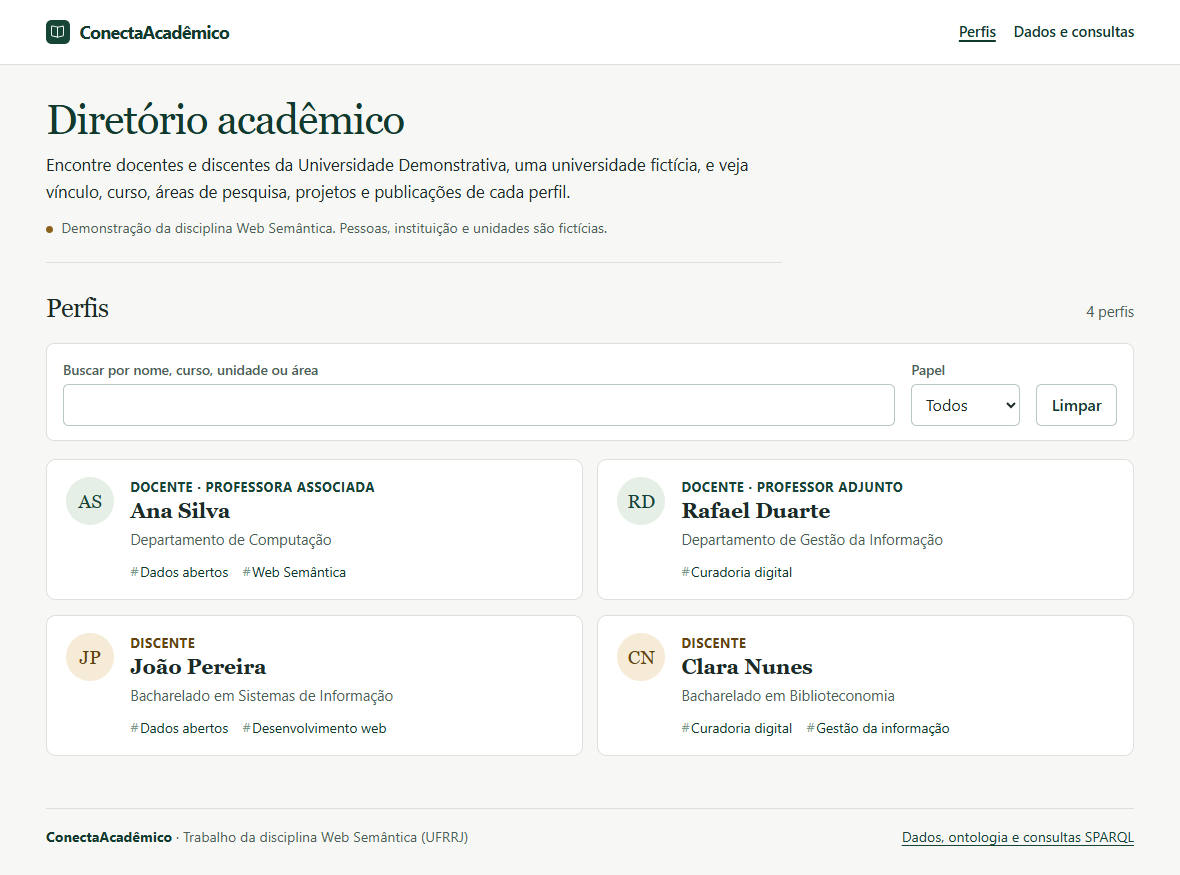 ConectaAcadêmico
Perfis
Dados e consultas
Diretório acadêmico
Encontre docentes e discentes da Universidade Demonstrativa, uma universidade fictícia, e veja
vínculo, curso, áreas de pesquisa, projetos e publicações de cada perfil.
Demonstração da disciplina Web Semântica. Pessoas, instituição e unidades são fictícias.
Perfis
4 perfis
Buscar por nome, curso, unidade ou área
Papel
Todos
Limpar
AS
DOCENTE · PROFESSORA ASSOCIADA
Ana Silva
Departamento de Computação
#Dados abertos #Web Semântica
RD
DOCENTE · PROFESSOR ADJUNTO
Rafael Duarte
Departamento de Gestão da Informação
#Curadoria digital
JP
DISCENTE
João Pereira
Bacharelado em Sistemas de Informação
#Dados abertos #Desenvolvimento web
CN
DISCENTE
Clara Nunes
Bacharelado em Biblioteconomia
#Curadoria digital #Gestão da informação
ConectaAcadêmico · Trabalho da disciplina Web Semântica (UFRRJ)
Dados, ontologia e consultas SPARQL